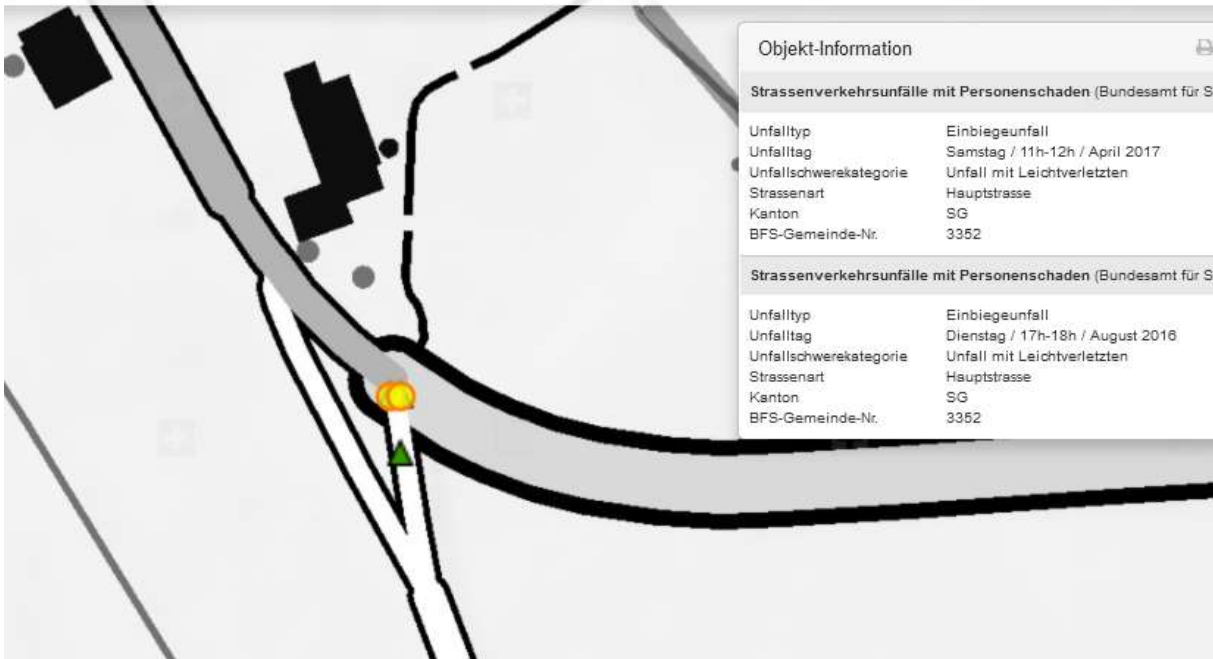 Objekt-Information
Strassenverkehrsunfälle mit Personenschaden (Bundesamt für S
Unfalltyp Einbiegeunfall
Unfalltag Samstag / 11h-12h / April 2017
Unfallschwerekategorie Unfall mit Leichtverletzten
Strassenart Hauptstrasse
Kanton SG
BFS-Gemeinde-Nr. 3352
Strassenverkehrsunfälle mit Personenschaden (Bundesamt für S
Unfalltyp Einbiegeunfall
Unfalltag Dienstag / 17h-18h / August 2016
Unfallschwerekategorie Unfall mit Leichtverletzten
Strassenart Hauptstrasse
Kanton SG
BFS-Gemeinde-Nr. 3352